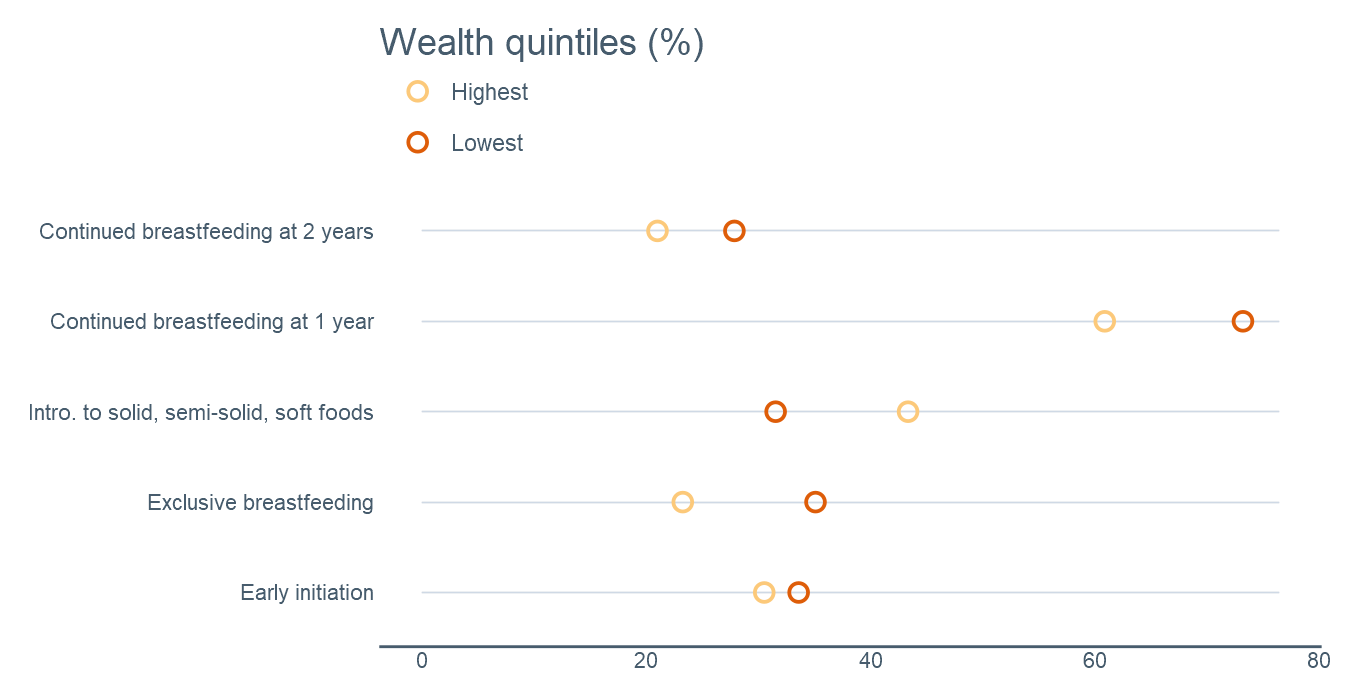 Wealth quintiles (%)
Highest
Lowest
Continued breastfeeding at 2 years
Continued breastfeeding at 1 year
Intro. to solid, semi-solid, soft foods
Exclusive breastfeeding
Early initiation
0 20 40 60 80